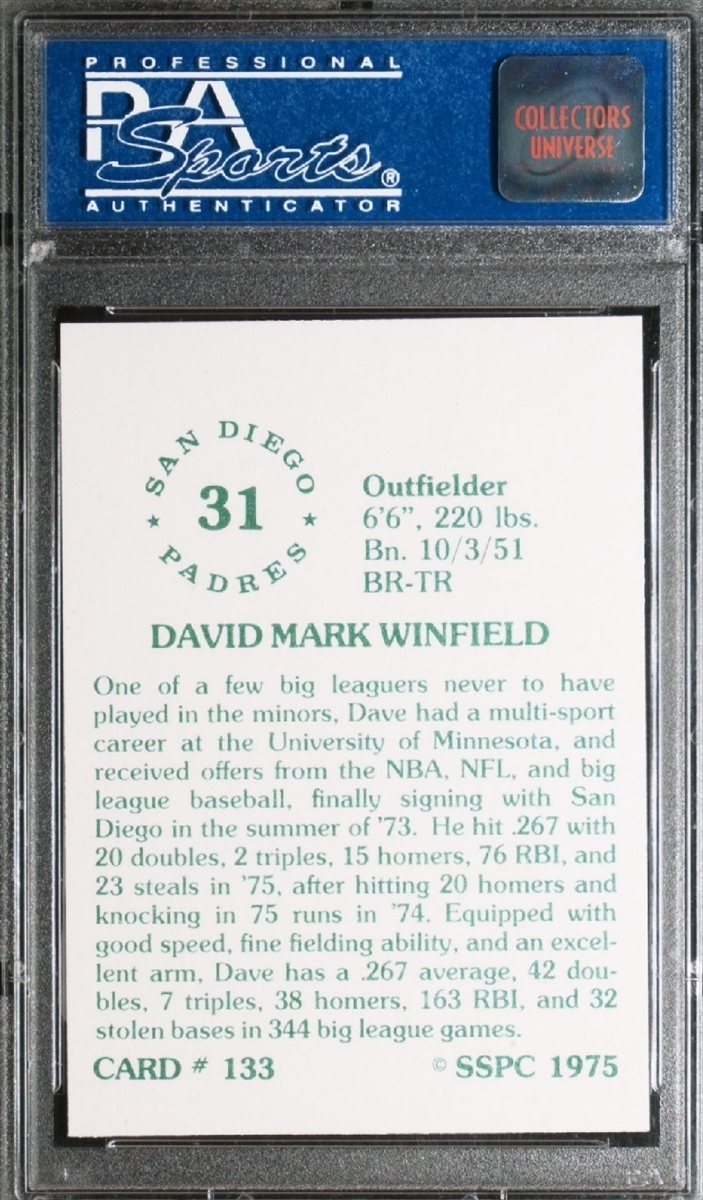 PROFESSIONAL
PSA
Sports®
AUTHENTICATOR
COLLECTORS
UNIVERSE
SAN DIEGO
31
PADRES
Outfielder
6'6”, 220 lbs.
Bn. 10/3/51
BR-TR
DAVID MARK WINFIELD
One of a few big leaguers never to have
played in the minors, Dave had a multi-sport
career at the University of Minnesota, and
received offers from the NBA, NFL, and big
league baseball, finally signing with San
Diego in the summer of '73. He hit .267 with
20 doubles, 2 triples, 15 homers, 76 RBI, and
23 steals in '75, after hitting 20 homers and
knocking in 75 runs in '74. Equipped with
good speed, fine fielding ability, and an excel-
lent arm, Dave has a .267 average, 42 dou-
bles, 7 triples, 38 homers, 163 RBI, and 32
stolen bases in 344 big league games.
CARD # 133
© SSPC 1975